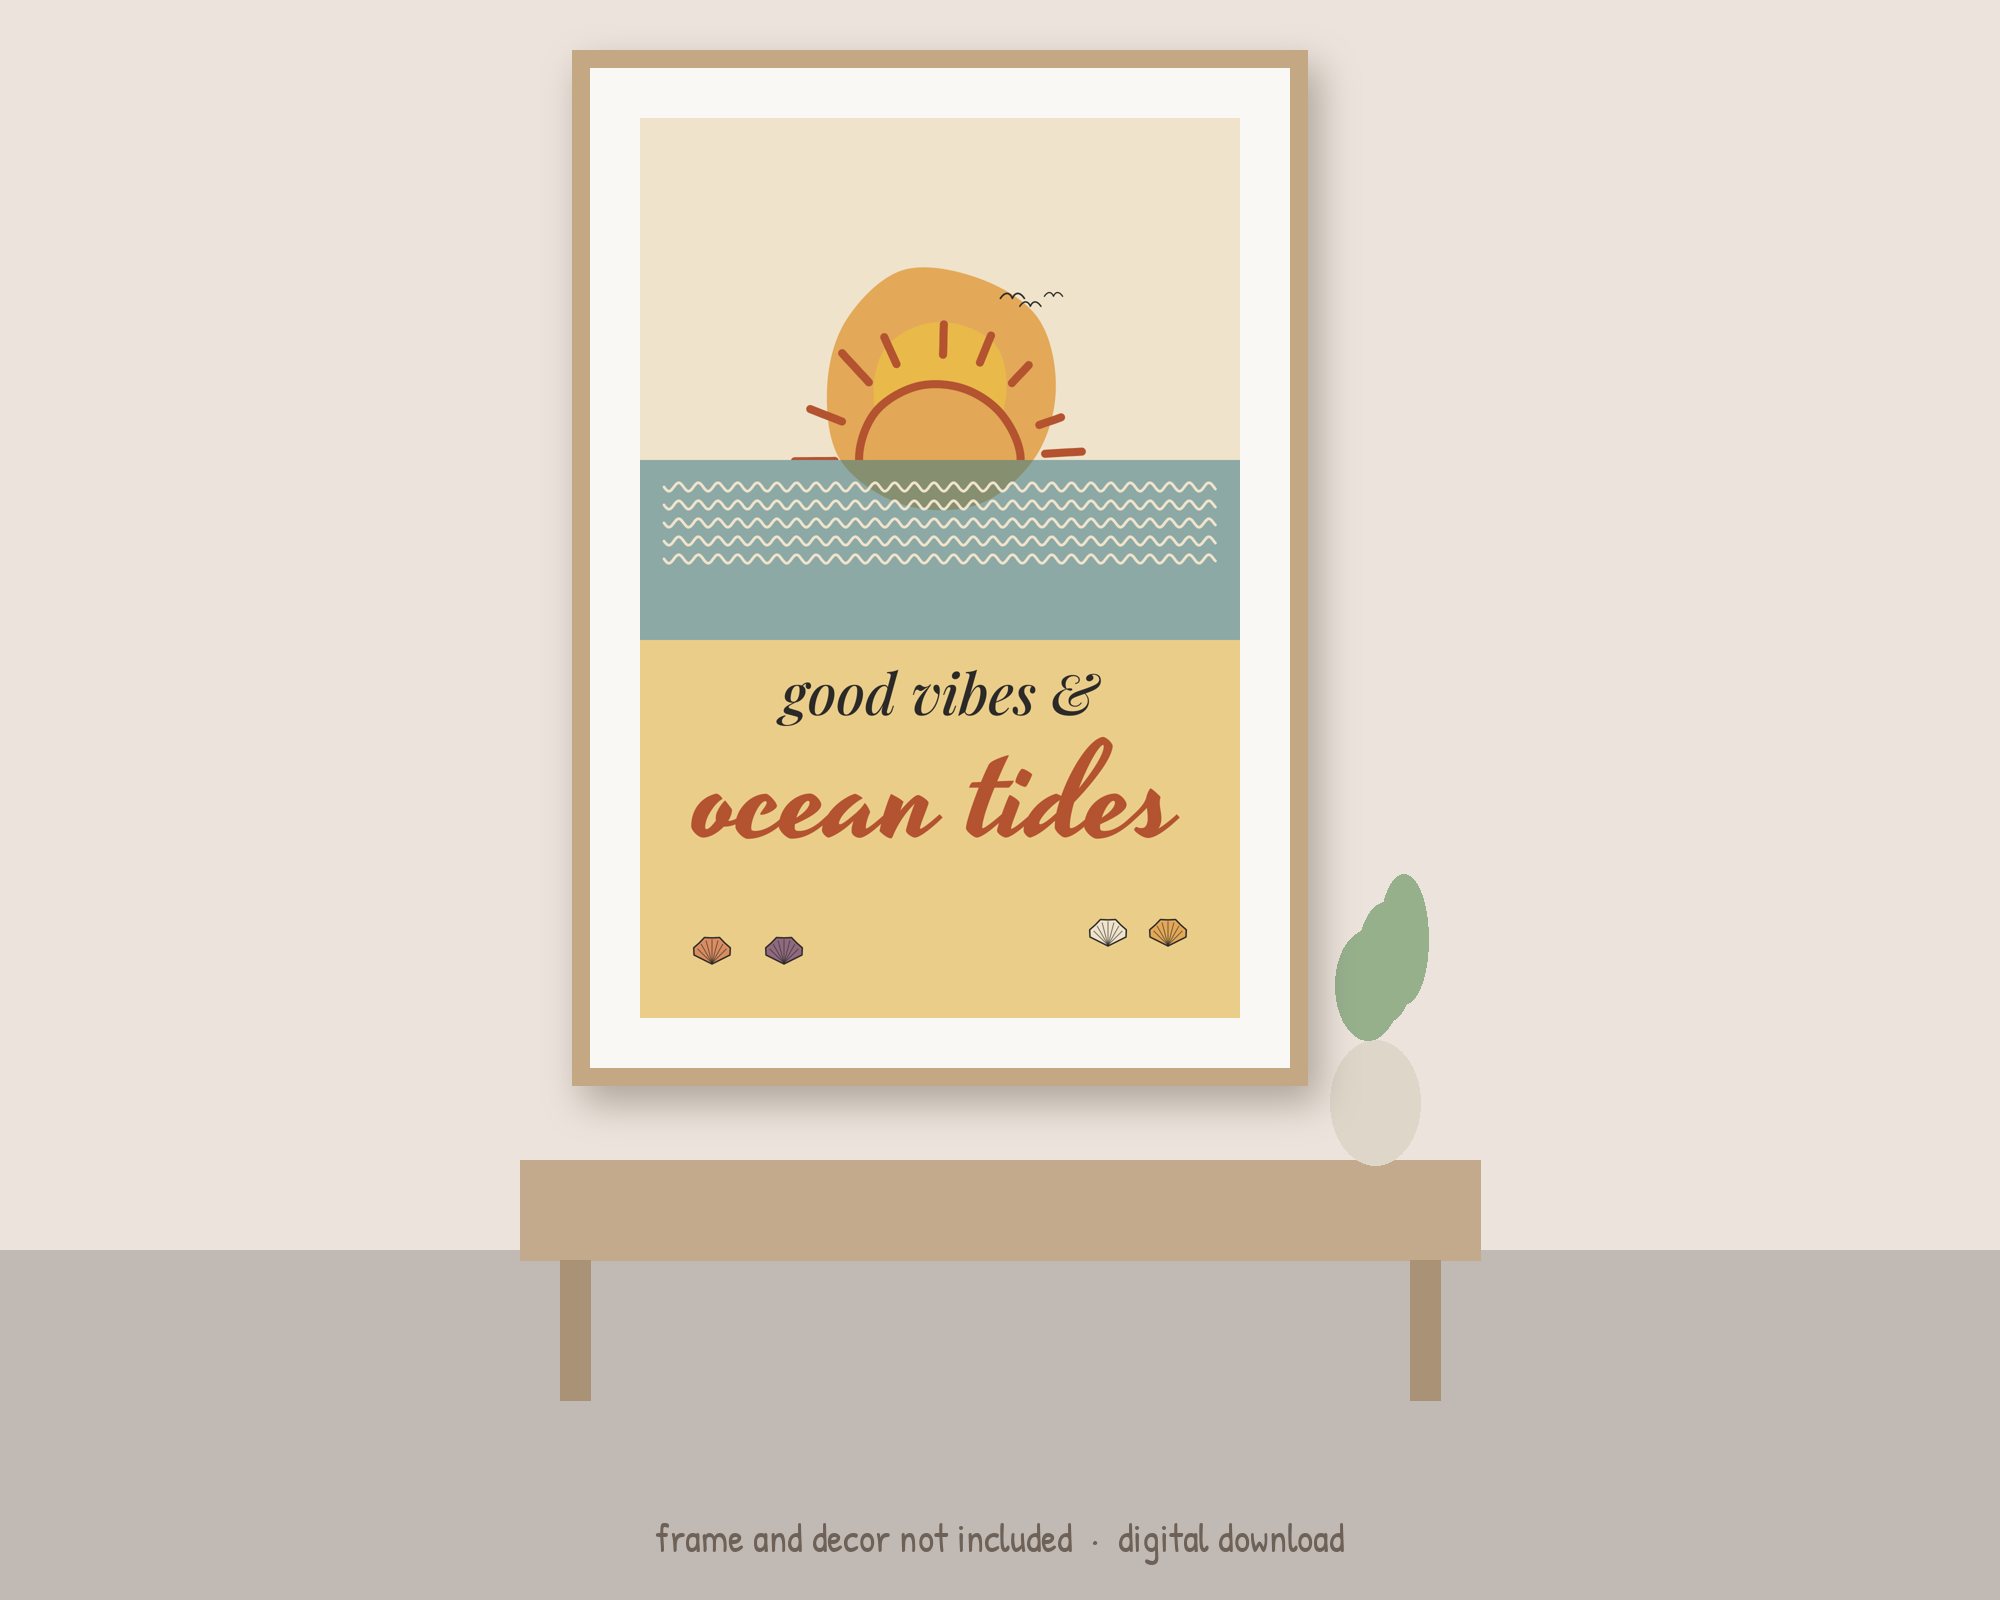 good vibes &
ocean tides
frame and decor not included · digital download